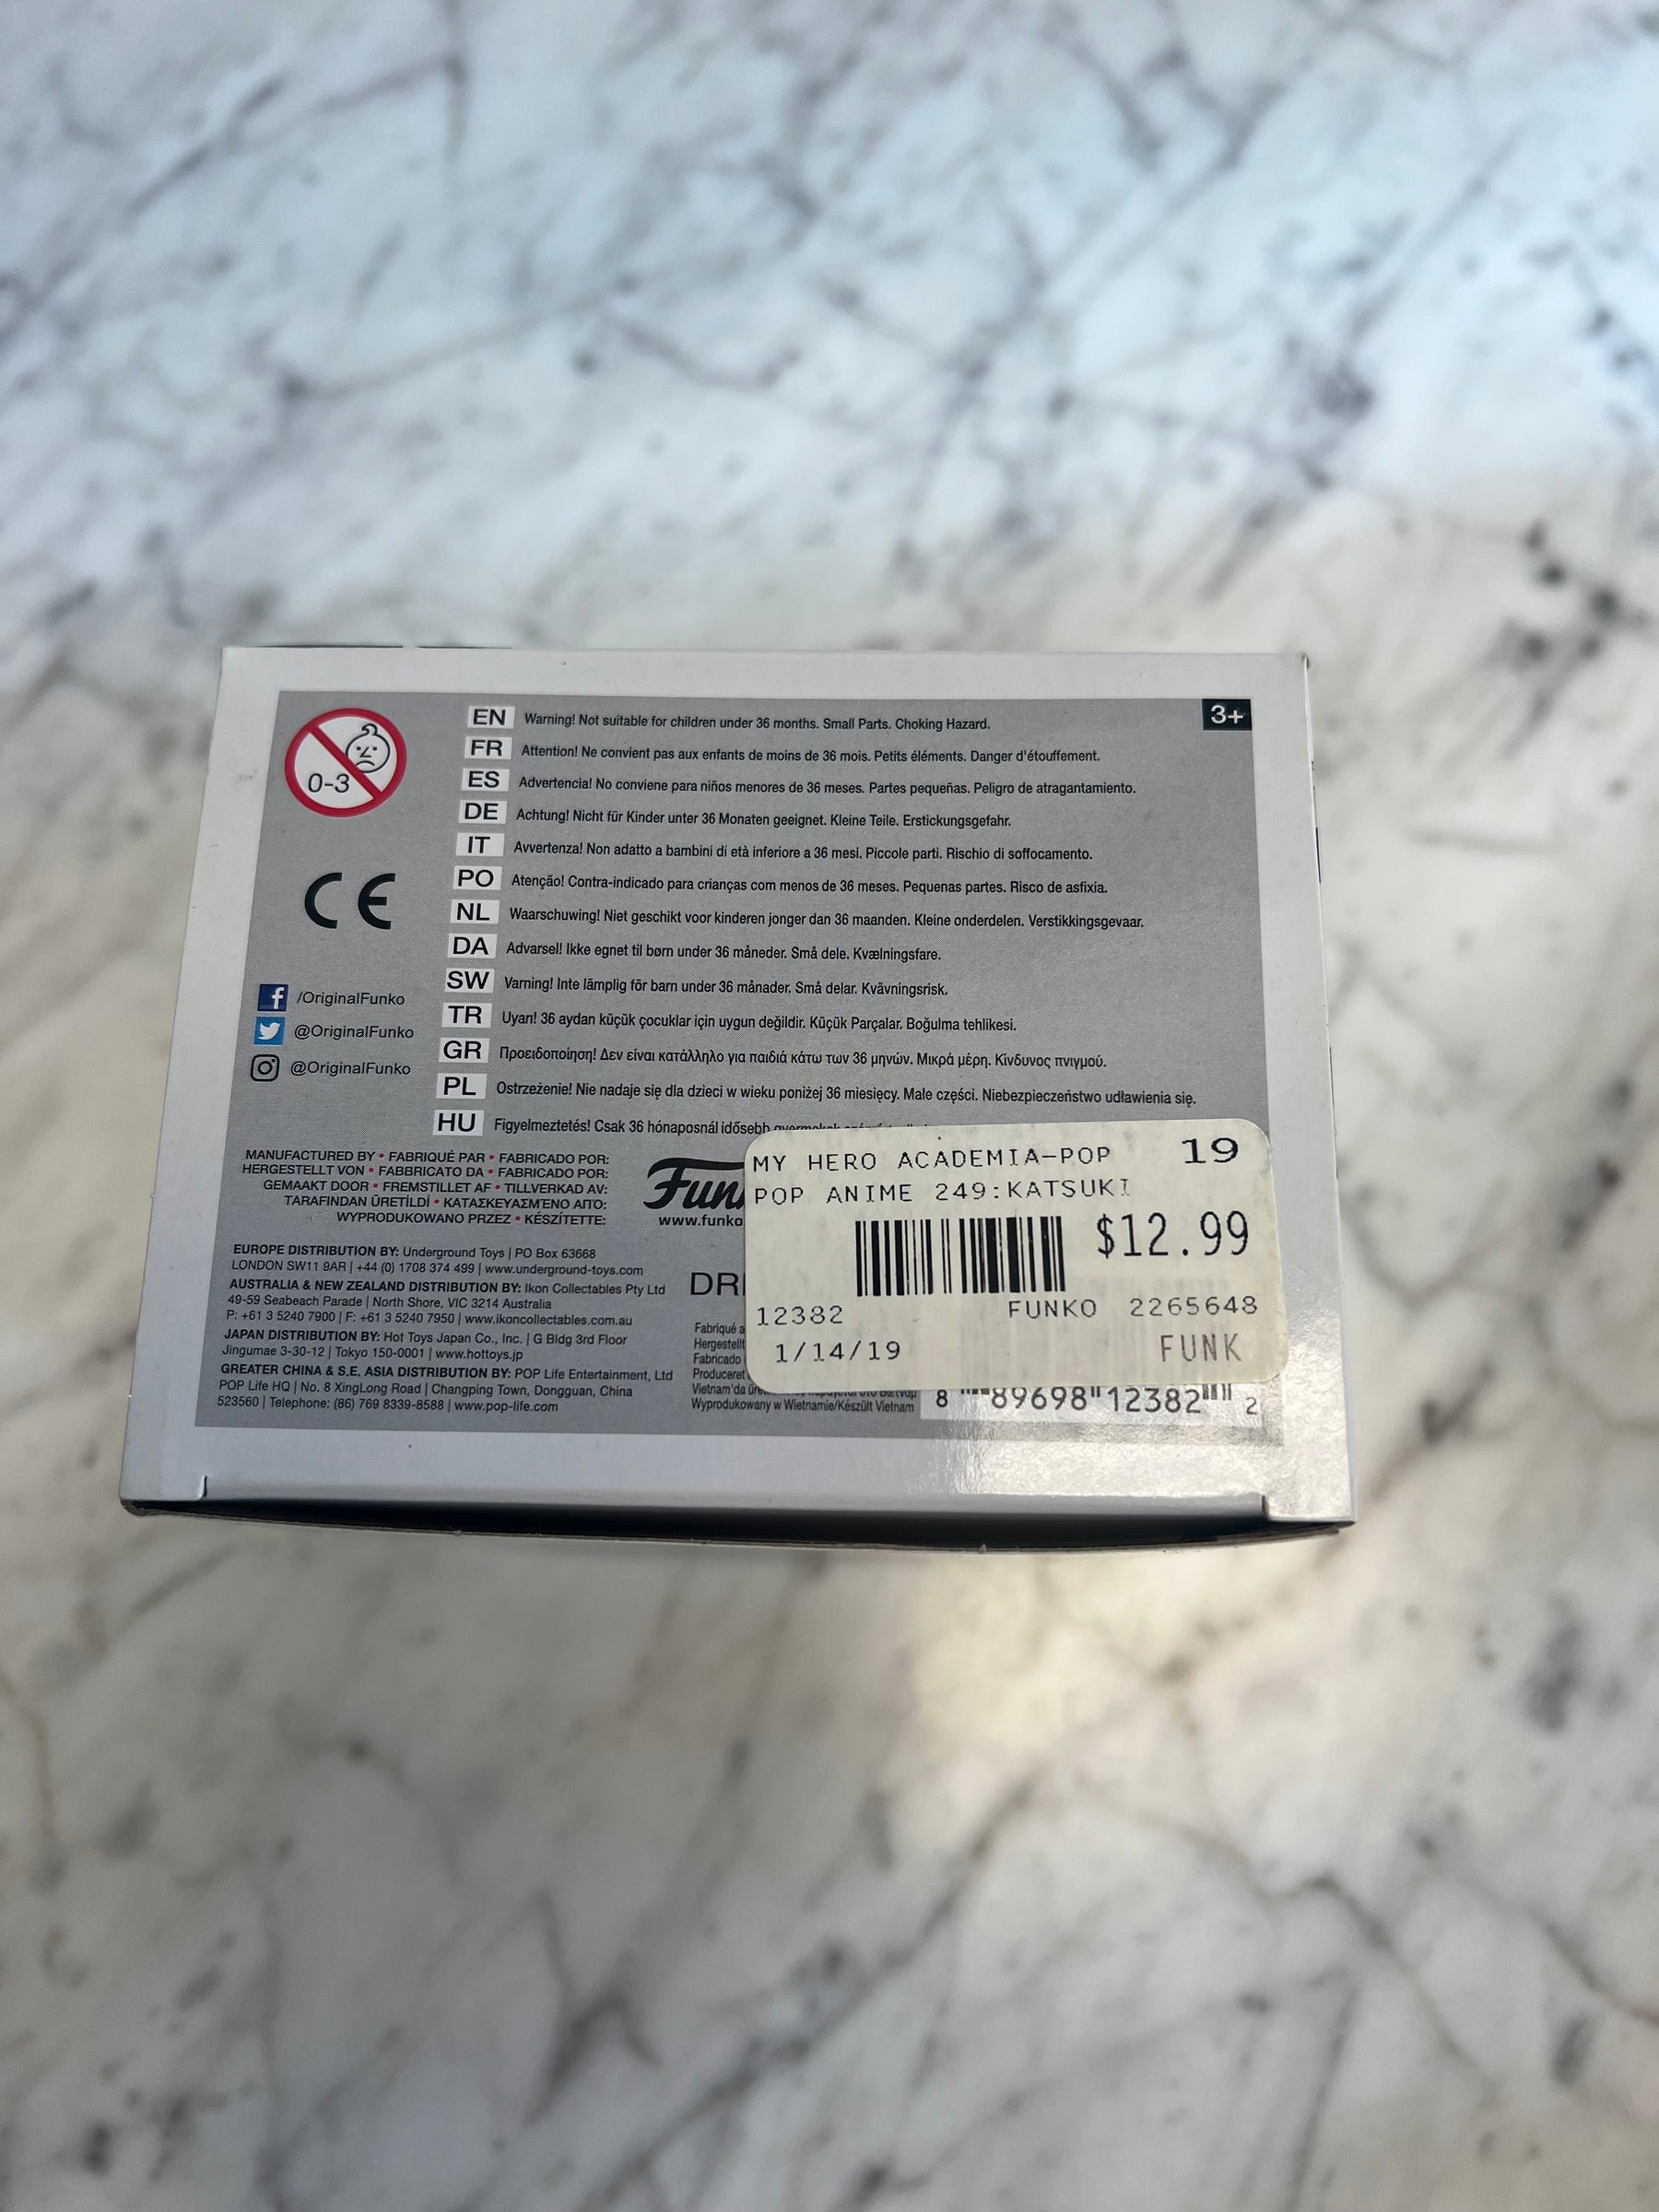 0-3
EN Warning! Not suitable for children under 36 months. Small Parts. Choking Hazard.
3+
FR Attention! Ne convient pas aux enfants de moins de 36 mois. Petits éléments. Danger d'étouffement.
ES Advertencia! No conviene para niños menores de 36 meses. Partes pequeñas. Peligro de atragantamiento.
DE Achtung! Nicht für Kinder unter 36 Monaten geeignet. Kleine Teile. Erstickungsgefahr.
IT Avvertenza! Non adatto a bambini di età inferiore a 36 mesi. Piccole parti. Rischio di soffocamento.
PO Atenção! Contra-indicado para crianças com menos de 36 meses. Pequenas partes. Risco de asfixia.
NL Waarschuwing! Niet geschikt voor kinderen jonger dan 36 maanden. Kleine onderdelen. Verstikkingsgevaar.
DA Advarsel! Ikke egnet til børn under 36 måneder. Små dele. Kvælningsfare.
SW Varning! Inte lämplig för barn under 36 månader. Små delar. Kvävningsrisk.
TR Uyarı! 36 aydan küçük çocuklar için uygun değildir. Küçük Parçalar. Boğulma tehlikesi.
GR Προειδοποίηση! Δεν είναι κατάλληλο για παιδιά κάτω των 36 μηνών. Μικρά μέρη. Κίνδυνος πνιγμού.
PL Ostrzeżenie! Nie nadaje się dla dzieci w wieku poniżej 36 miesięcy. Małe części. Niebezpieczeństwo udławienia się.
HU Figyelmeztetés! Csak 36 hónaposnál idősebb
CE
/OriginalFunko
@OriginalFunko
@OriginalFunko
MANUFACTURED BY • FABRIQUÉ PAR • FABRICADO POR:
HERGESTELLT VON • FABBRICATO DA • FABRICADO POR:
GEMAAKT DOOR • FREMSTILLET AF • TILLVERKAD AV:
TARAFINDAN ÜRETİLDİ • ΚΑΤΑΣΚΕΥΑΣΜΈΝΟ ΑΠΌ:
WYPRODUKOWANO PRZEZ • KÉSZÍTETTE:
Fun
www.funko
EUROPE DISTRIBUTION BY: Underground Toys | PO Box 63668
LONDON SW11 9AR | +44 (0) 1708 374 499 | www.underground-toys.com
AUSTRALIA & NEW ZEALAND DISTRIBUTION BY: Ikon Collectables Pty Ltd
49-59 Seabeach Parade | North Shore, VIC 3214 Australia
P: +61 3 5240 7900 | F: +61 3 5240 7950 | www.ikoncollectables.com.au
JAPAN DISTRIBUTION BY: Hot Toys Japan Co., Inc. | G Bldg 3rd Floor
Jingumae 3-30-12 | Tokyo 150-0001 | www.hottoys.jp
GREATER CHINA & S.E. ASIA DISTRIBUTION BY: POP Life Entertainment, Ltd
POP Life HQ | No. 8 XingLong Road | Changping Town, Dongguan, China
523560 | Telephone: (86) 769 8339-8588 | www.pop-life.com
DR
Fabriqué a
Hergestellt
Fabricado
Produceret
Vietnam'da
Wyprodukowany w Wietnamie/Készült Vietnam
MY HERO ACADEMIA-POP 19
POP ANIME 249:KATSUKI
$12.99
12382 FUNKO 2265648
1/14/19 FUNK
8 89698 12382 2